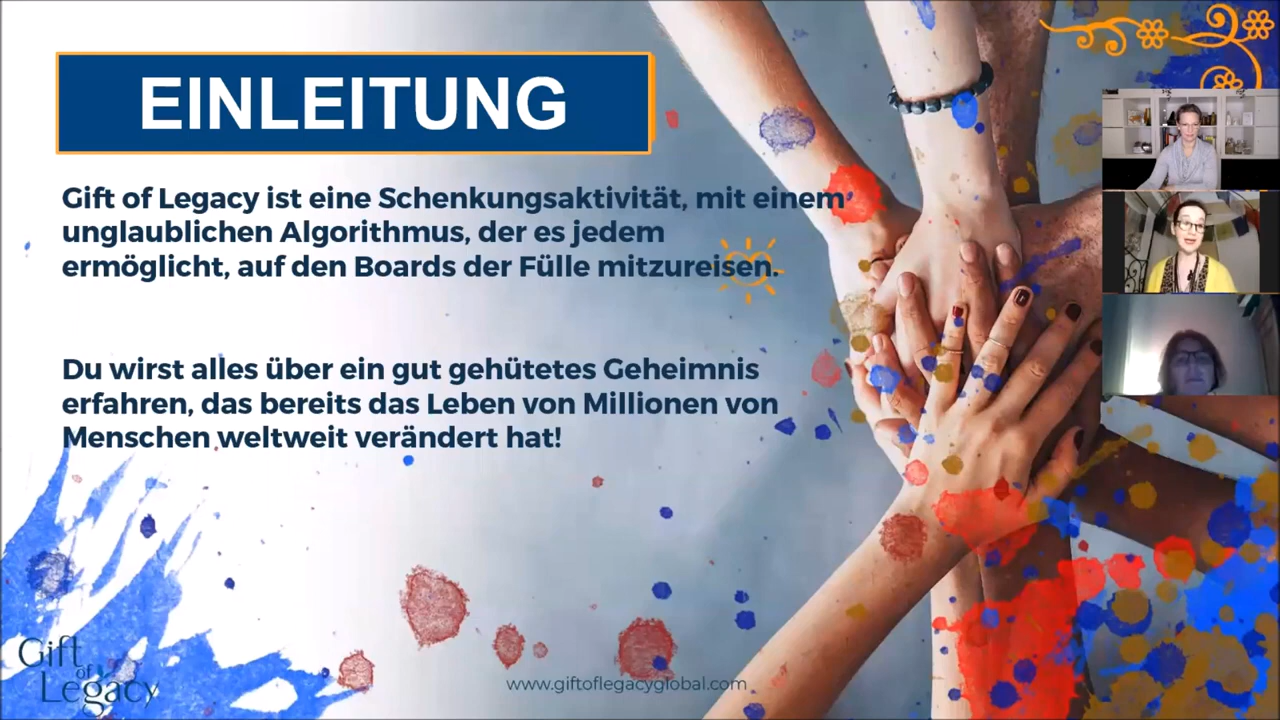 EINLEITUNG
Gift of Legacy ist eine Schenkungsaktivität, mit einem
unglaublichen Algorithmus, der es jedem
ermöglicht, auf den Boards der Fülle mitzureisen.
Du wirst alles über ein gut gehütetes Geheimnis
erfahren, das bereits das Leben von Millionen von
Menschen weltweit verändert hat!
Gift
of
Legacy
www.giftoflegacyglobal.com